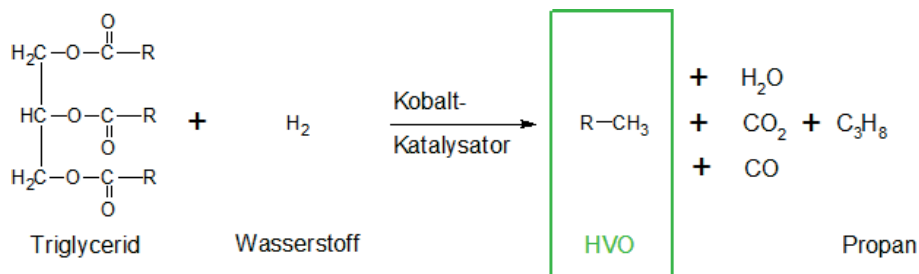 O
H₂C–O–C–R
O
HC–O–C–R
O
H₂C–O–C–R
O
+
H₂
Kobalt-
Katalysator
R–CH₃
+ H₂O
+ CO₂ + C₃H₈
+ CO
Triglycerid
Wasserstoff
HVO
Propan